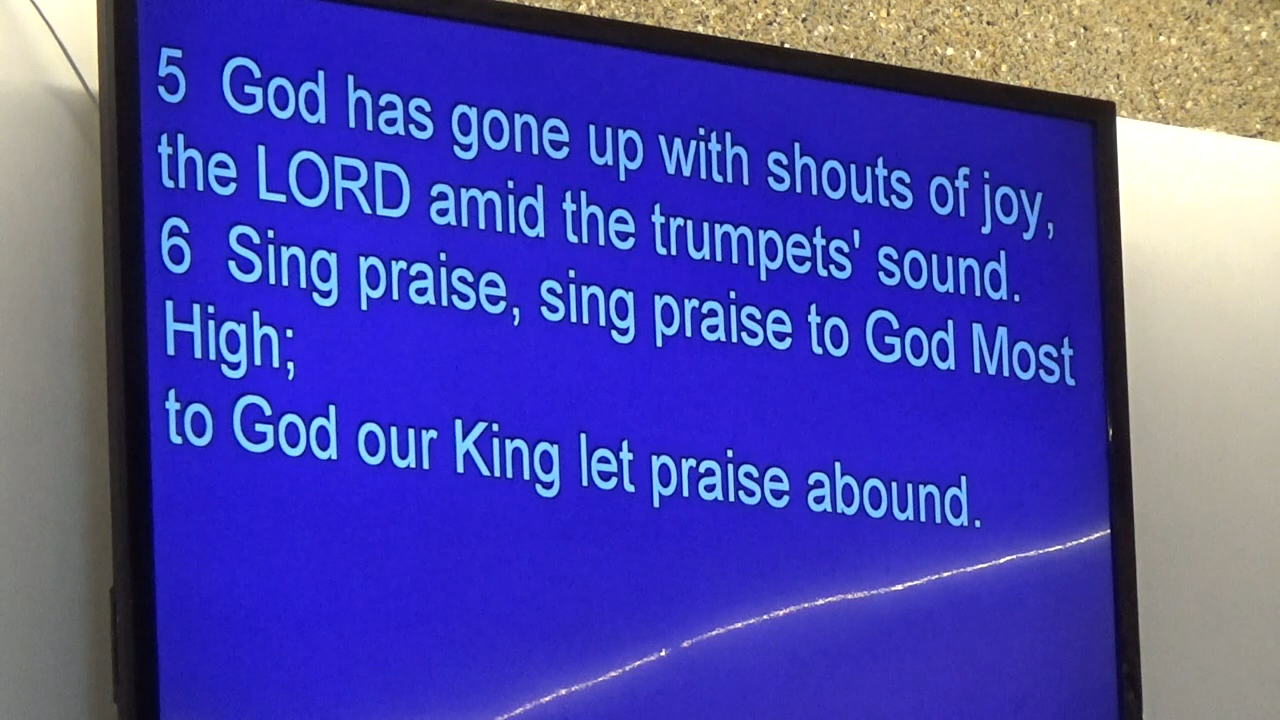 5 God has gone up with shouts of joy,
the LORD amid the trumpets' sound.
6 Sing praise, sing praise to God Most
High;
to God our King let praise abound.